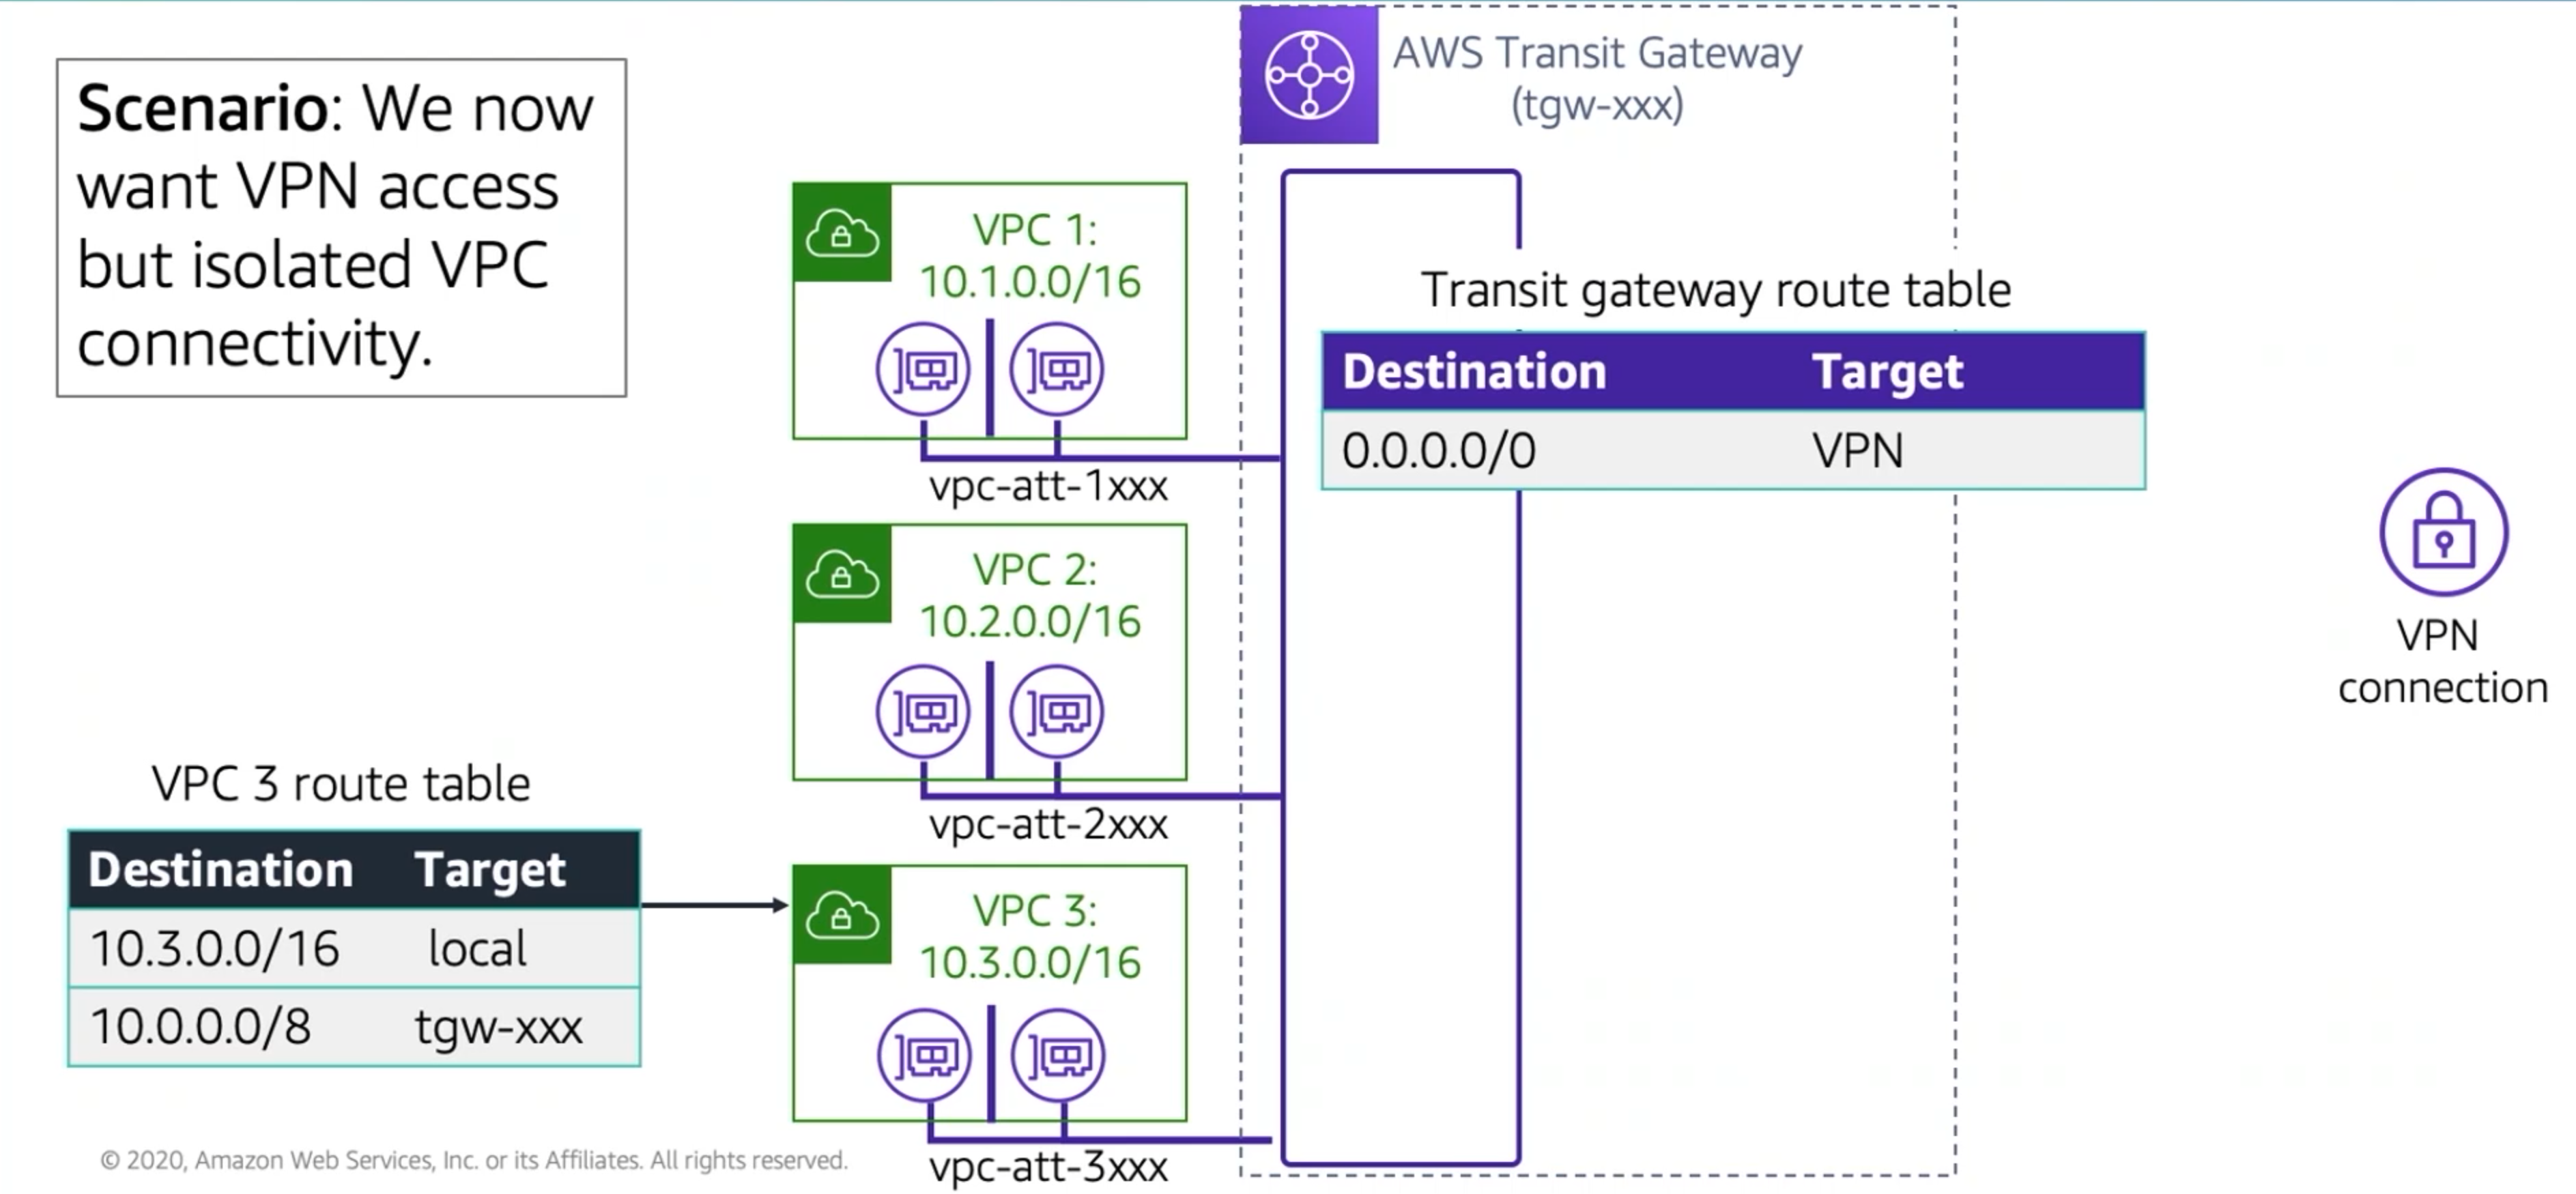 Scenario: We now
want VPN access
but isolated VPC
connectivity.
AWS Transit Gateway
(tgw-xxx)
VPC 1:
10.1.0.0/16
vpc-att-1xxx
Transit gateway route table
Destination Target
0.0.0.0/0 VPN
VPN
connection
VPC 2:
10.2.0.0/16
vpc-att-2xxx
VPC 3 route table
Destination Target
10.3.0.0/16 local
10.0.0.0/8 tgw-xxx
VPC 3:
10.3.0.0/16
vpc-att-3xxx
© 2020, Amazon Web Services, Inc. or its Affiliates. All rights reserved.